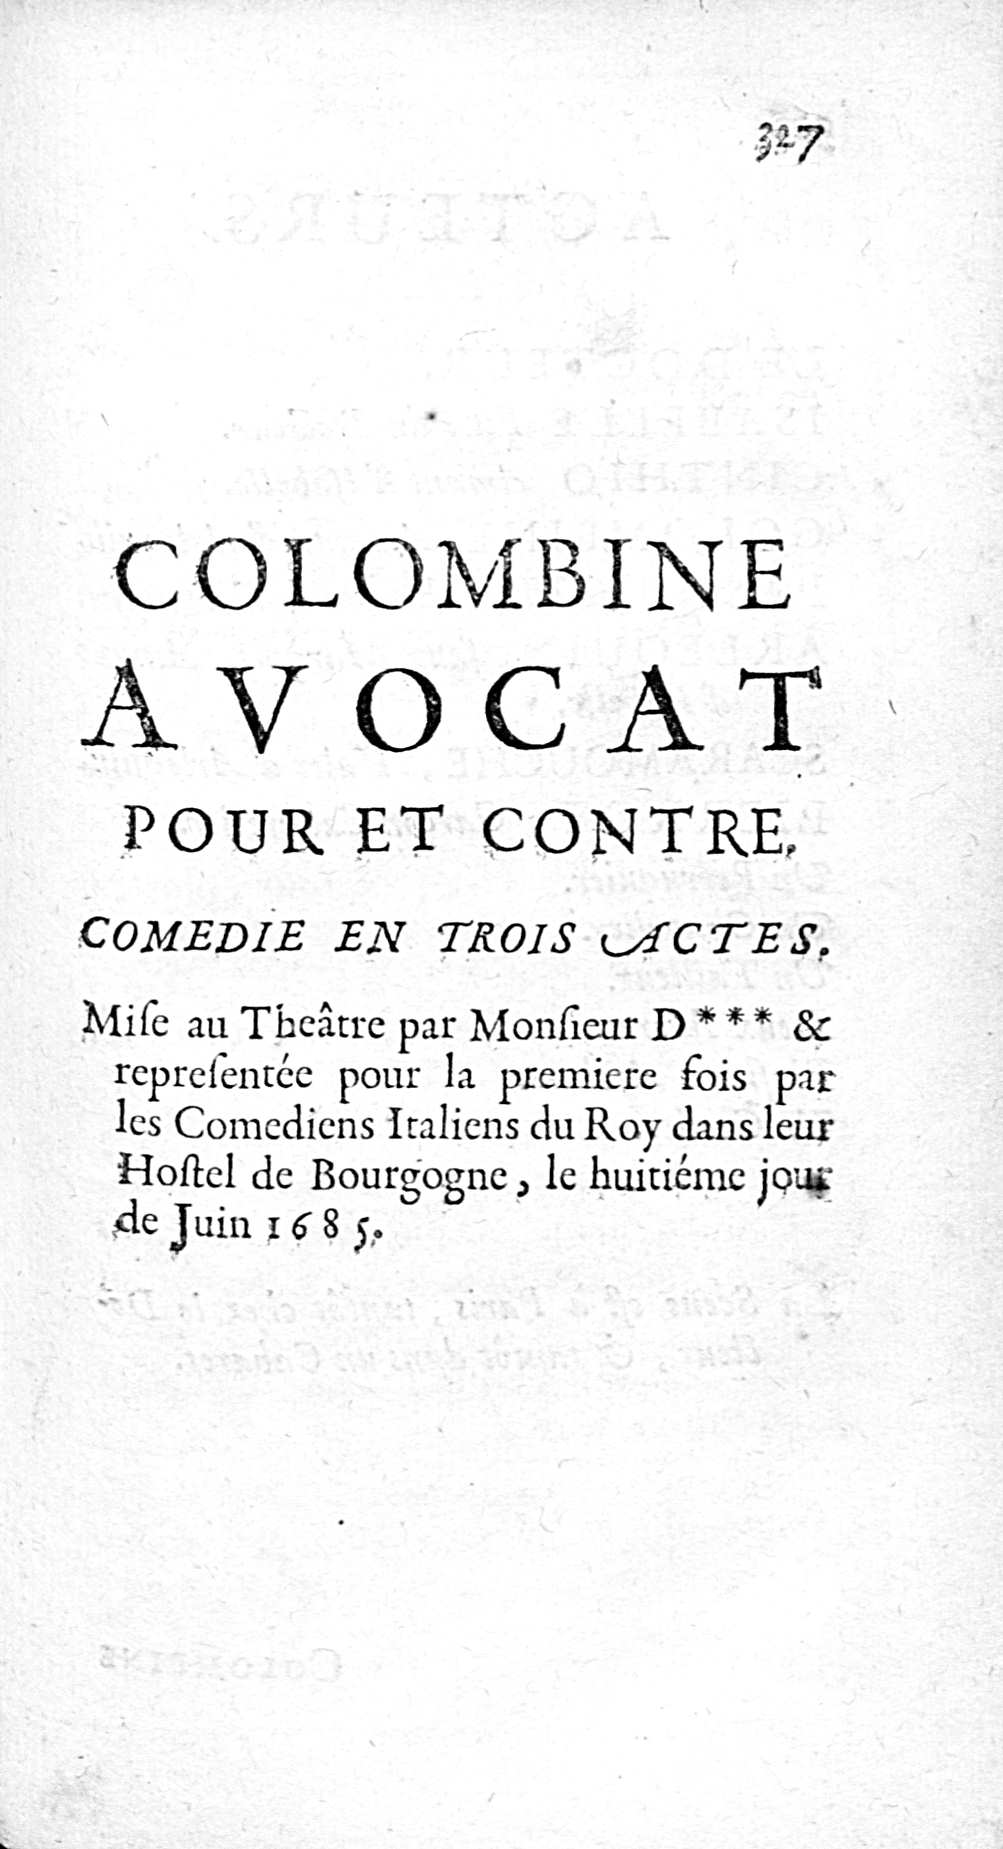 327
COLOMBINE
AVOCAT
POUR ET CONTRE.
COMEDIE EN TROIS ACTES.
Miſe au Theâtre par Monſieur D*** &
repreſentée pour la premiere fois par
les Comediens Italiens du Roy dans leur
Hoſtel de Bourgogne, le huitiéme jour
de Juin 1685.